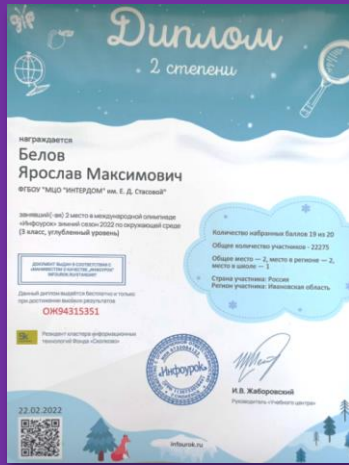 Диплом
2 степени
награждается
Белов
Ярослав Максимович
ФГБОУ "МЦО "ИНТЕРДОМ" им. Е. Д. Стасовой"
занявший(-ая) 2 место в международной олимпиаде
«Инфоурок» зимний сезон 2022 по окружающей среде
(3 класс, углубленный уровень)
Количество набранных баллов 19 из 20
Общее количество участников - 22275
Общее место — 2, место в регионе — 2,
место в школе — 1
Страна участника: Россия
Регион участника: Ивановская область
ДОКУМЕНТ ВЫДАН В СООТВЕТСТВИИ С
Данный диплом выдаётся бесплатно и только
при достижении высоких результатов
ОЖ94315351
Резидент кластера информационных
технологий Фонда «Сколково»
«Инфоурок»
И.В. Жаборовский
Руководитель «Учебного центра»
22.02.2022
infourok.ru